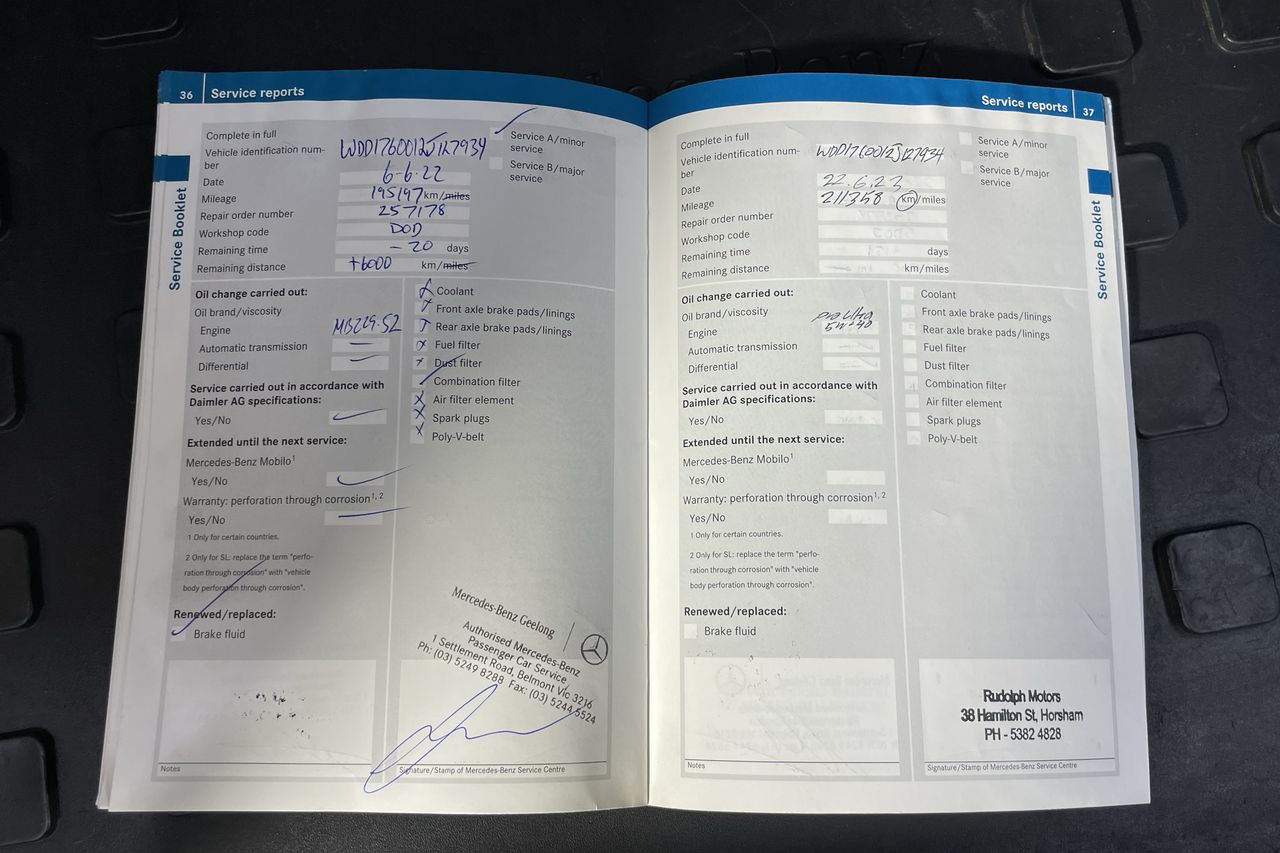 36 Service reports
Complete in full
Vehicle identification num-
ber WDD1760012J127934
Date 6-6-22
Mileage 195197 km/miles
Repair order number 257178
Workshop code DOD
Remaining time - 20 days
Remaining distance +6000 km/miles
Service A/minor
service
Service B/major
service
Oil change carried out:
Oil brand/viscosity
Engine MB229.52
Automatic transmission —
Differential —
Service carried out in accordance with
Daimler AG specifications:
Yes/No
Extended until the next service:
Mercedes-Benz Mobilo1
Yes/No
Warranty: perforation through corrosion1, 2
Yes/No
1 Only for certain countries.
2 Only for SL: replace the term "perfo-
ration through corrosion" with "vehicle
body perforation through corrosion".
Renewed/replaced:
Brake fluid
Coolant
Front axle brake pads/linings
Rear axle brake pads/linings
Fuel filter
Dust filter
Combination filter
Air filter element
Spark plugs
Poly-V-belt
Mercedes-Benz Geelong
Authorised Mercedes-Benz
Passenger Car Service
1 Settlement Road, Belmont Vic 3216
Ph: (03) 5249 8288 Fax: (03) 5244 5524
Notes
Signature/Stamp of Mercedes-Benz Service Centre
Service Booklet
Service reports 37
Complete in full
Vehicle identification num-
ber WDD1760012J127934
Date 22.6.23
Mileage 211358 km/miles
Repair order number
Workshop code
Remaining time days
Remaining distance km/miles
Service A/minor
service
Service B/major
service
Oil change carried out:
Oil brand/viscosity
Engine 5W-40
Automatic transmission
Differential
Service carried out in accordance with
Daimler AG specifications:
Yes/No
Extended until the next service:
Mercedes-Benz Mobilo1
Yes/No
Warranty: perforation through corrosion1, 2
Yes/No
1 Only for certain countries.
2 Only for SL: replace the term "perfo-
ration through corrosion" with "vehicle
body perforation through corrosion".
Renewed/replaced:
Brake fluid
Coolant
Front axle brake pads/linings
Rear axle brake pads/linings
Fuel filter
Dust filter
Combination filter
Air filter element
Spark plugs
Poly-V-belt
Rudolph Motors
38 Hamilton St, Horsham
PH - 5382 4828
Notes
Signature/Stamp of Mercedes-Benz Service Centre
Service Booklet